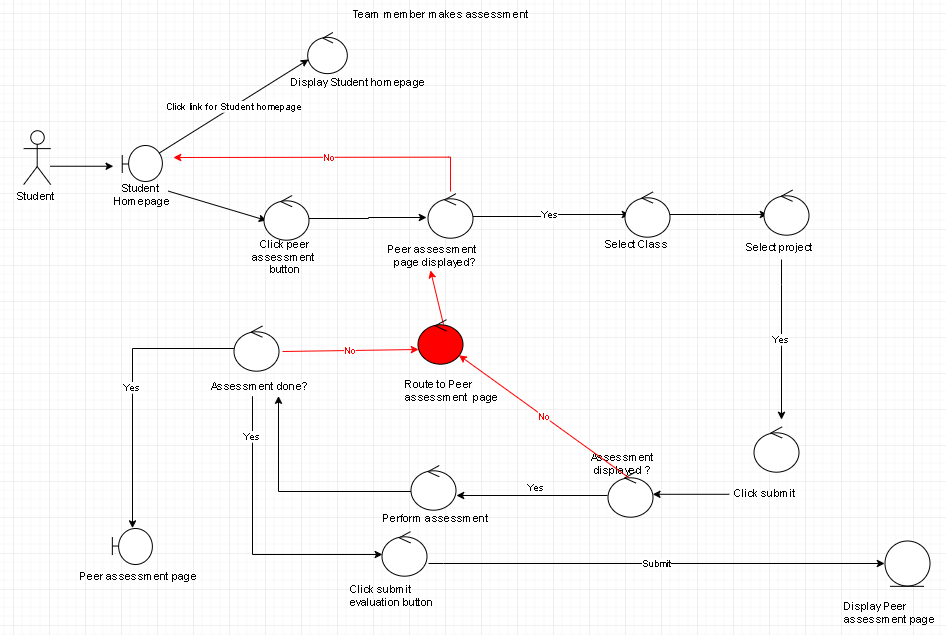 Team member makes assessment
Display Student homepage
Click link for Student homepage
No
Student
Student
Homepage
Click peer
assessment
button
Peer assessment
page displayed?
Yes
Select Class
Select project
Yes
Assessment done?
No
Route to Peer
assessment page
Yes
Yes
No
Assessment
displayed ?
Click submit
Yes
Perform assessment
Peer assessment page
Click submit
evaluation button
Submit
Display Peer
assessment page